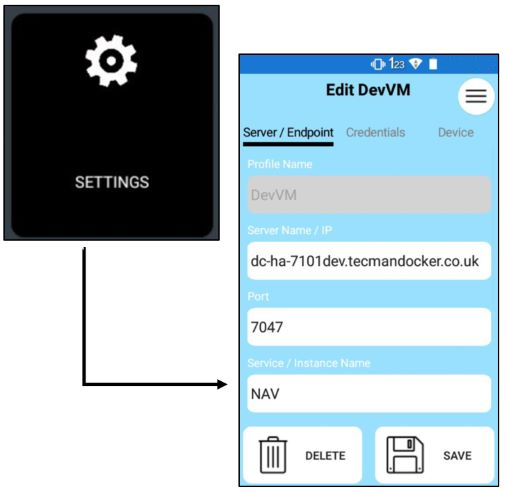 SETTINGS
123
Edit DevVM
Server / Endpoint Credentials Device
Profile Name
DevVM
Server Name / IP
dc-ha-7101dev.tecmandocker.co.uk
Port
7047
Service / Instance Name
NAV
DELETE SAVE